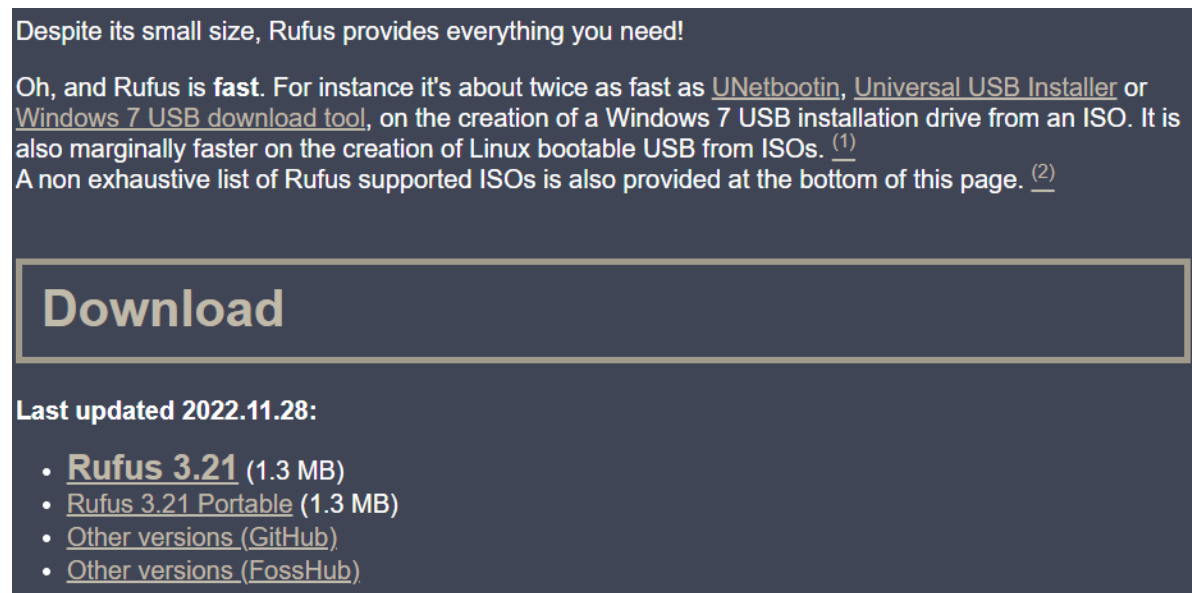 Despite its small size, Rufus provides everything you need!
Oh, and Rufus is fast. For instance it's about twice as fast as UNetbootin, Universal USB Installer or
Windows 7 USB download tool, on the creation of a Windows 7 USB installation drive from an ISO. It is
also marginally faster on the creation of Linux bootable USB from ISOs. (1)
A non exhaustive list of Rufus supported ISOs is also provided at the bottom of this page. (2)
Download
Last updated 2022.11.28:
• Rufus 3.21 (1.3 MB)
• Rufus 3.21 Portable (1.3 MB)
• Other versions (GitHub)
• Other versions (FossHub)